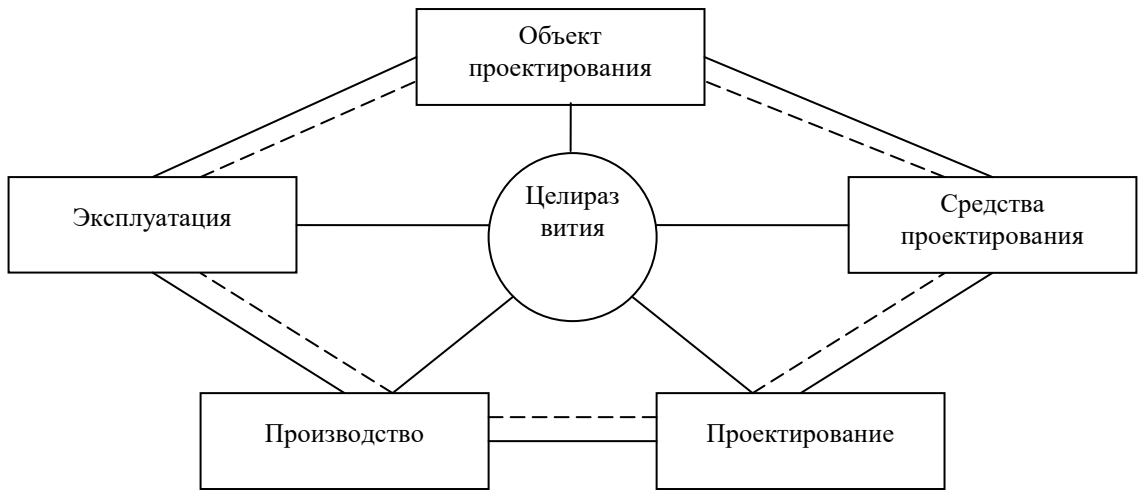 Объект
проектирования
Эксплуатация
Целираз
вития
Средства
проектирования
Производство
Проектирование